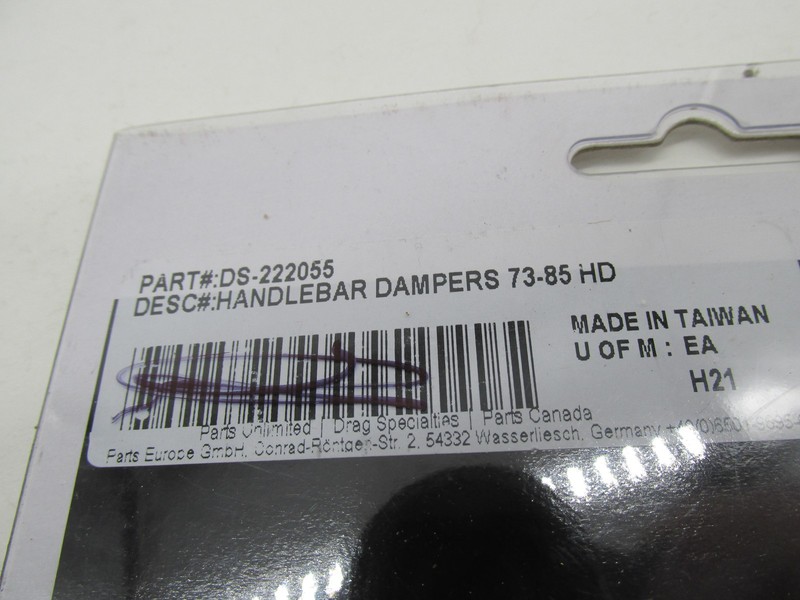 PART#:DS-222055
DESC#:HANDLEBAR DAMPERS 73-85 HD
MADE IN TAIWAN
U OF M : EA
H21
Parts Unlimited | Drag Specialties | Parts Canada
Parts Europe GmbH, Conrad-Röntgen-Str. 2, 54332 Wasserliesch, Germany